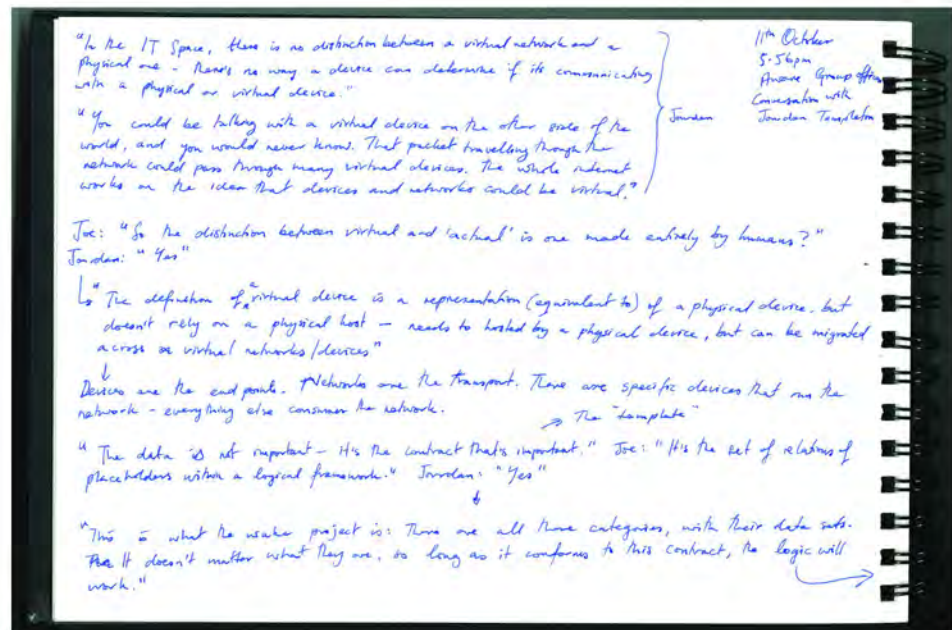 "In the IT Space, there is no distinction between a virtual network and a
physical one - there's no way a device can determine if its communicating
with a physical or virtual device."
11th October
5.56pm
Group office
Conversation with
Jourdan Templeton
Jourdan
"You could be talking with a virtual device on the other side of the
world, and you would never know. That packet travelling through the
network could pass through many virtual devices. The whole internet
works on the idea that devices and networks could be virtual."
Joe: "So the distinction between virtual and 'actual' is one made entirely by humans?"
Jourdan: "Yes"
"The definition of a virtual device is a representation (equivalent to) of a physical device. but
doesn't rely on a physical host — needs to hosted by a physical device, but can be migrated
across virtual networks/devices"
Devices are the end points. Networks are the transport. There are specific devices that run the
network - everything else consumes the network.
The "template"
"The data is not important - it's the contract that's important." Joe: "It is the set of relations of
placeholders within a logical framework." Jourdan: "Yes"
"This is what the project is: There are all these categories, with their data sets.
It doesn't matter what they are, so long as it conforms to this contract, the logic will
work."